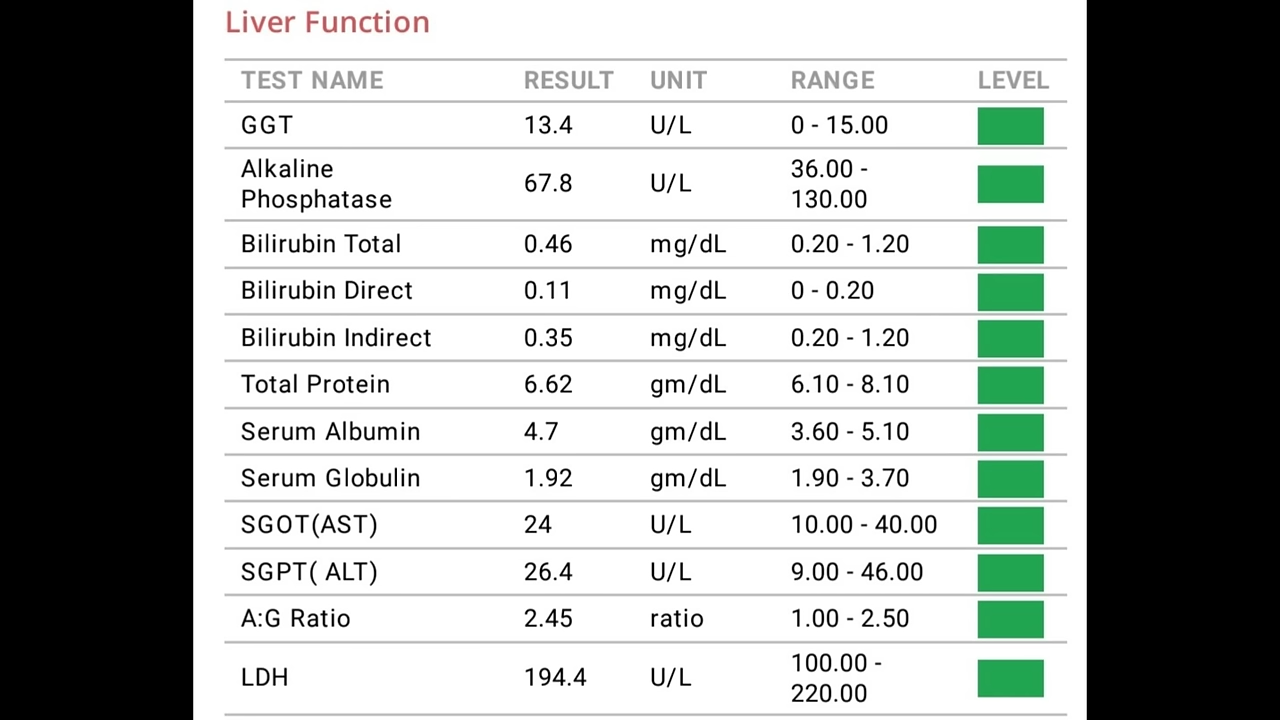 Liver Function
TEST NAME RESULT UNIT RANGE LEVEL
GGT 13.4 U/L 0 - 15.00
Alkaline Phosphatase 67.8 U/L 36.00 - 130.00
Bilirubin Total 0.46 mg/dL 0.20 - 1.20
Bilirubin Direct 0.11 mg/dL 0 - 0.20
Bilirubin Indirect 0.35 mg/dL 0.20 - 1.20
Total Protein 6.62 gm/dL 6.10 - 8.10
Serum Albumin 4.7 gm/dL 3.60 - 5.10
Serum Globulin 1.92 gm/dL 1.90 - 3.70
SGOT(AST) 24 U/L 10.00 - 40.00
SGPT( ALT) 26.4 U/L 9.00 - 46.00
A:G Ratio 2.45 ratio 1.00 - 2.50
LDH 194.4 U/L 100.00 - 220.00